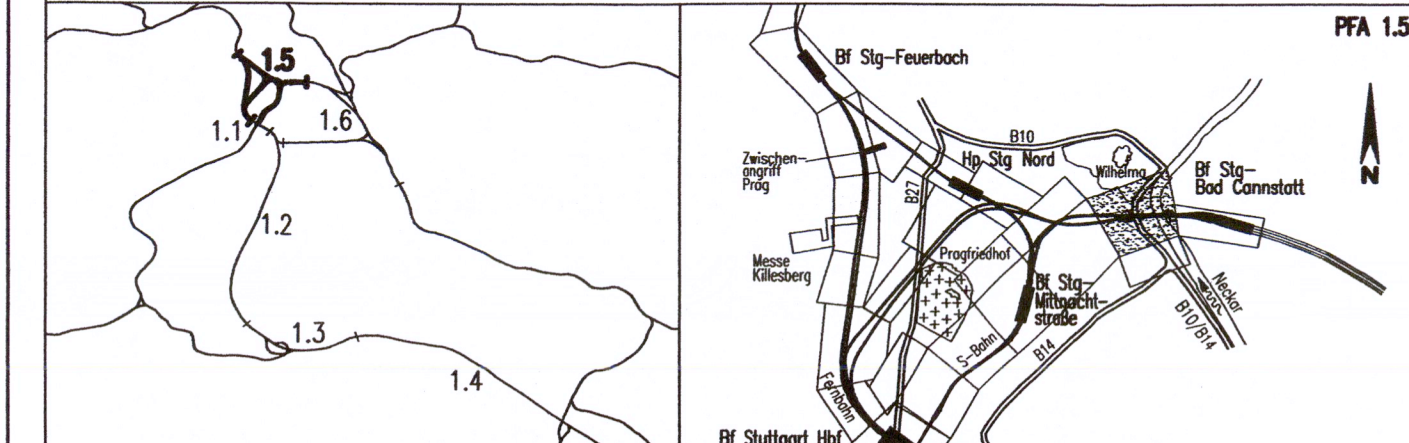 1.5
1.1
1.6
1.2
1.3
1.4
PFA 1.5
Bf Stg-Feuerbach
B10
N
Zwischen-
angriff
Prag
Hp Stg Nord
Wilhelma
Bf Stg-
Bad Cannstatt
B27
Messe
Killesberg
Pragfriedhof
Bf Stg-
Mittnacht-
straße
Neckar
B10/B14
S-Bahn
B14
Fernbahn
Bf Stuttgart Hbf